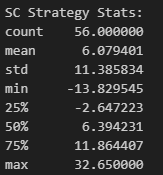 SC Strategy Stats:
count    56.000000
mean      6.079401
std      11.385834
min     -13.829545
25%      -2.647223
50%       6.394231
75%      11.864407
max      32.650000